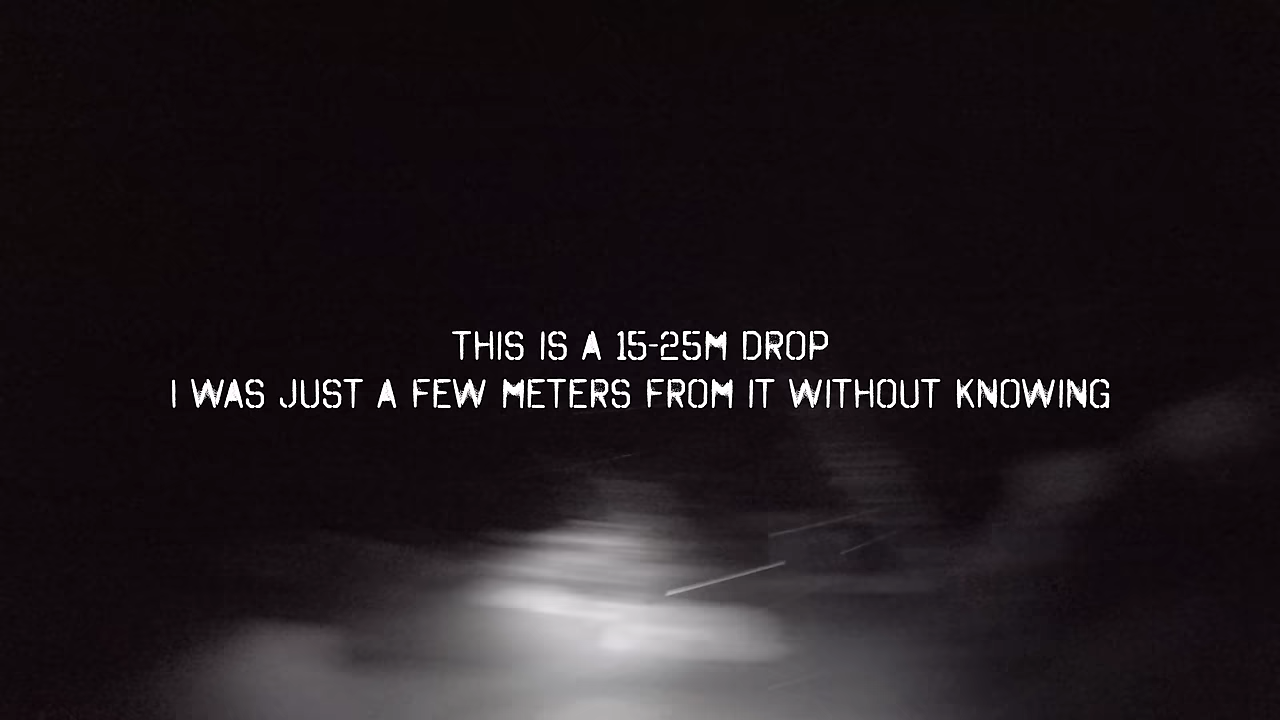 THIS IS A 15-25M DROP
I WAS JUST A FEW METERS FROM IT WITHOUT KNOWING